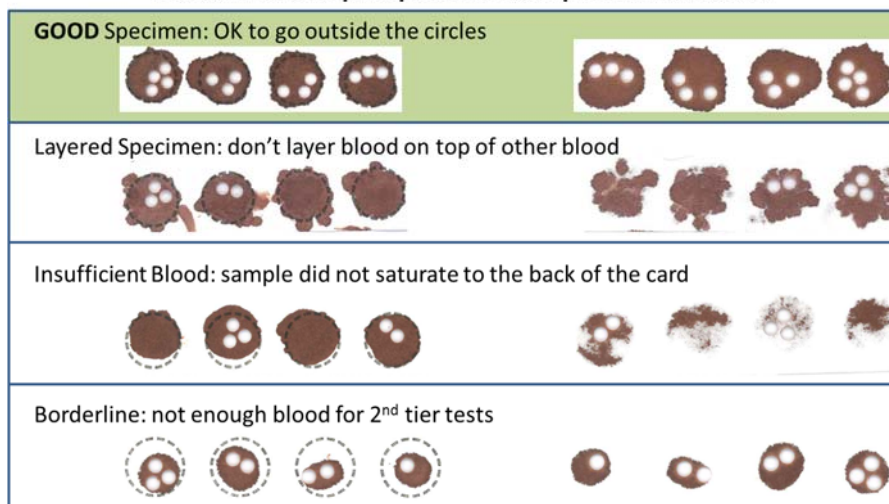 GOOD Specimen: OK to go outside the circles
Layered Specimen: don’t layer blood on top of other blood
Insufficient Blood: sample did not saturate to the back of the card
Borderline: not enough blood for 2nd tier tests